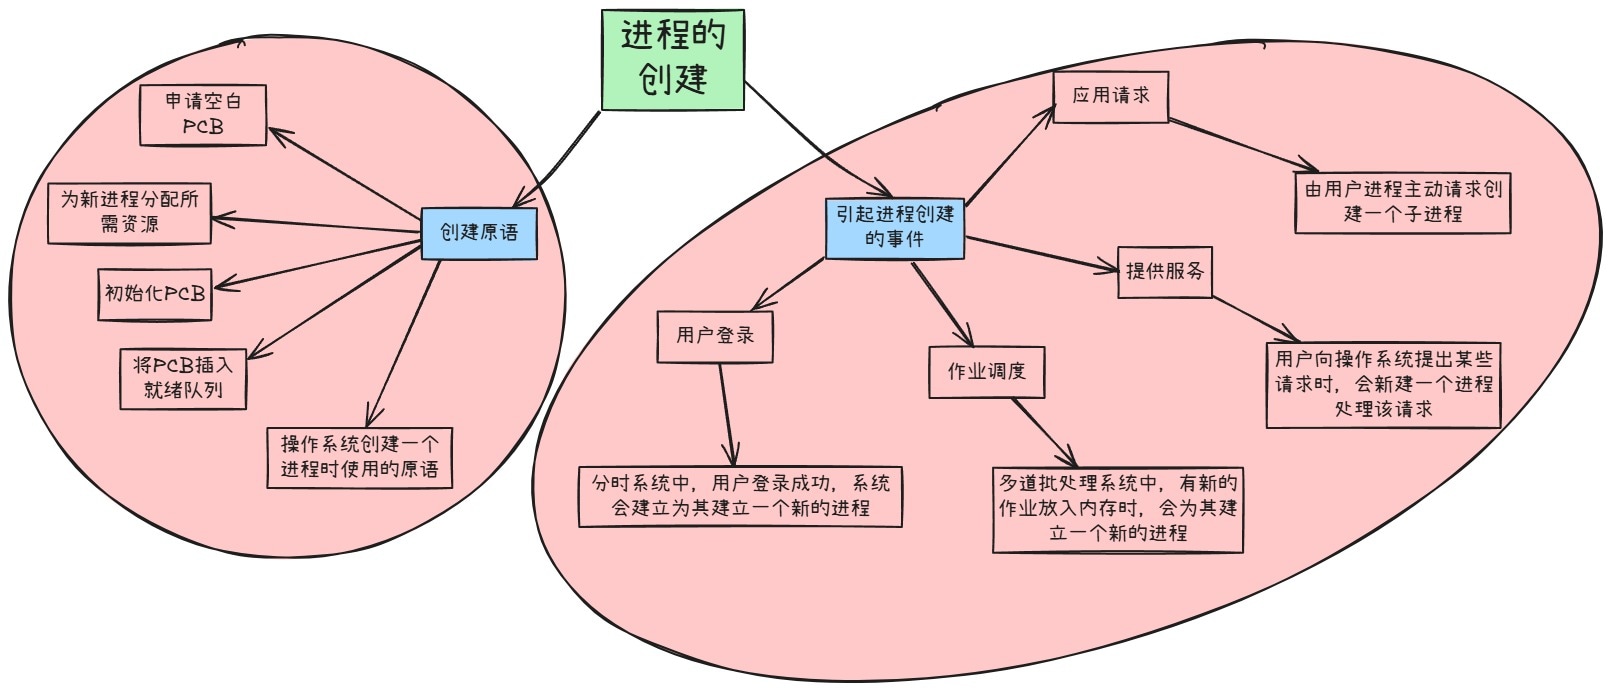 进程的
创建
申请空白
PCB
为新进程分配所
需资源
初始化PCB
将PCB插入
就绪队列
操作系统创建一个
进程时使用的原语
创建原语
引起进程创建
的事件
应用请求
由用户进程主动请求创
建一个子进程
提供服务
用户向操作系统提出某些
请求时，会新建一个进程
处理该请求
用户登录
分时系统中，用户登录成功，系统
会建立为其建立一个新的进程
作业调度
多道批处理系统中，有新的
作业放入内存时，会为其建
立一个新的进程